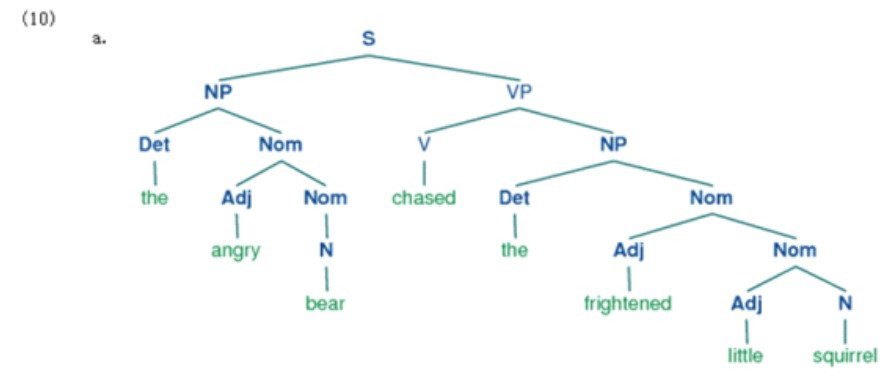 (10)
a. S
NP VP
Det Nom V NP
the Adj Nom chased Det Nom
angry N the Adj Nom
bear frightened Adj N
little squirrel